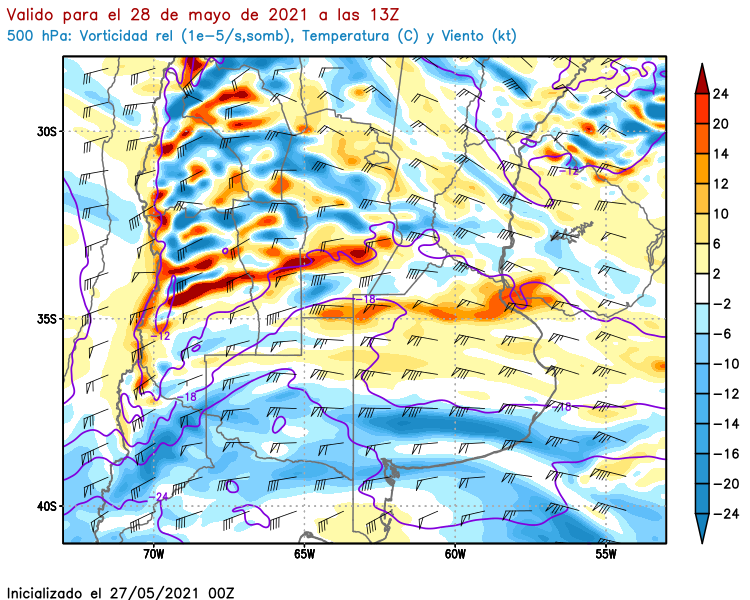 Valido para el 28 de mayo de 2021 a las 13Z
500 hPa: Vorticidad rel (1e−5/s,somb), Temperatura (C) y Viento (kt)
24
20
16
14
12
10
6
2
−2
−6
−10
−12
−14
−16
−20
−24
30S
35S
40S
−12
−18
−12
−18
−18
−24
70W
65W
60W
55W
Inicializado el 27/05/2021 00Z